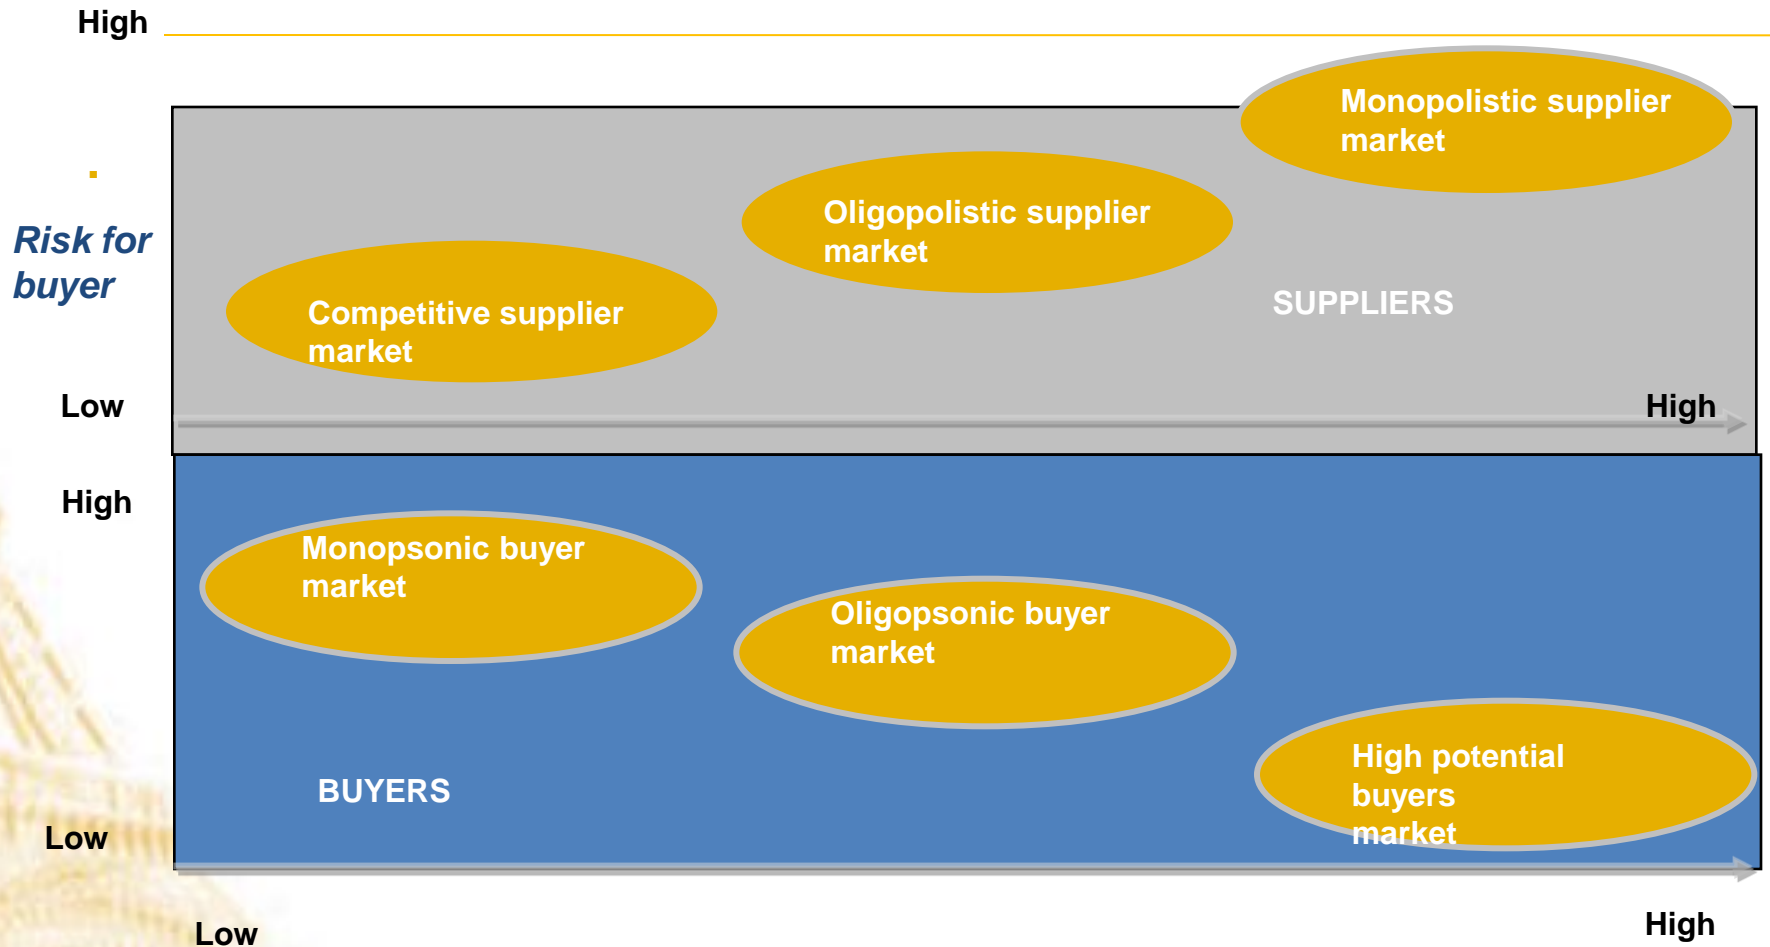 High
Monopolistic supplier
market
Oligopolistic supplier
market
Risk for
buyer
Competitive supplier
market
SUPPLIERS
Low
High
High
Monopsonic buyer
market
Oligopsonic buyer
market
High potential
buyers
market
BUYERS
Low
Low
High